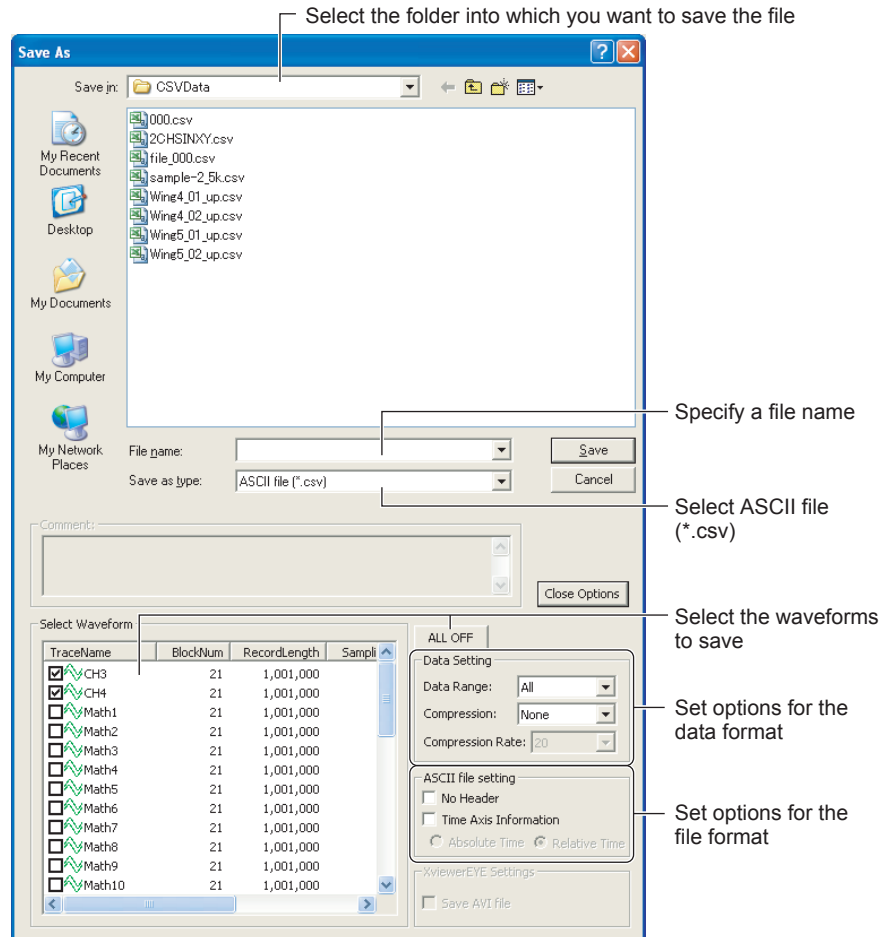 Select the folder into which you want to save the file
Save As
Save in:
CSVData
000.csv
2CHSINXY.csv
file_000.csv
sample-2_5k.csv
Wing4_01_up.csv
Wing4_02_up.csv
Wing5_01_up.csv
Wing5_02_up.csv
My Recent
Documents
Desktop
My Documents
My Computer
My Network
Places
Specify a file name
File name:
Save
Save as type:
ASCII file (*.csv)
Cancel
Select ASCII file
(*.csv)
Comment:
Close Options
Select the waveforms
to save
Select Waveform
ALL OFF
TraceName BlockNum RecordLength Sampli
CH3 21 1,001,000
CH4 21 1,001,000
Math1 21 1,001,000
Math2 21 1,001,000
Math3 21 1,001,000
Math4 21 1,001,000
Math5 21 1,001,000
Math6 21 1,001,000
Math7 21 1,001,000
Math8 21 1,001,000
Math9 21 1,001,000
Math10 21 1,001,000
Data Setting
Data Range: All
Compression: None
Compression Rate: 20
Set options for the
data format
ASCII file setting
No Header
Time Axis Information
Absolute Time Relative Time
Set options for the
file format
XviewerEYE Settings
Save AVI file